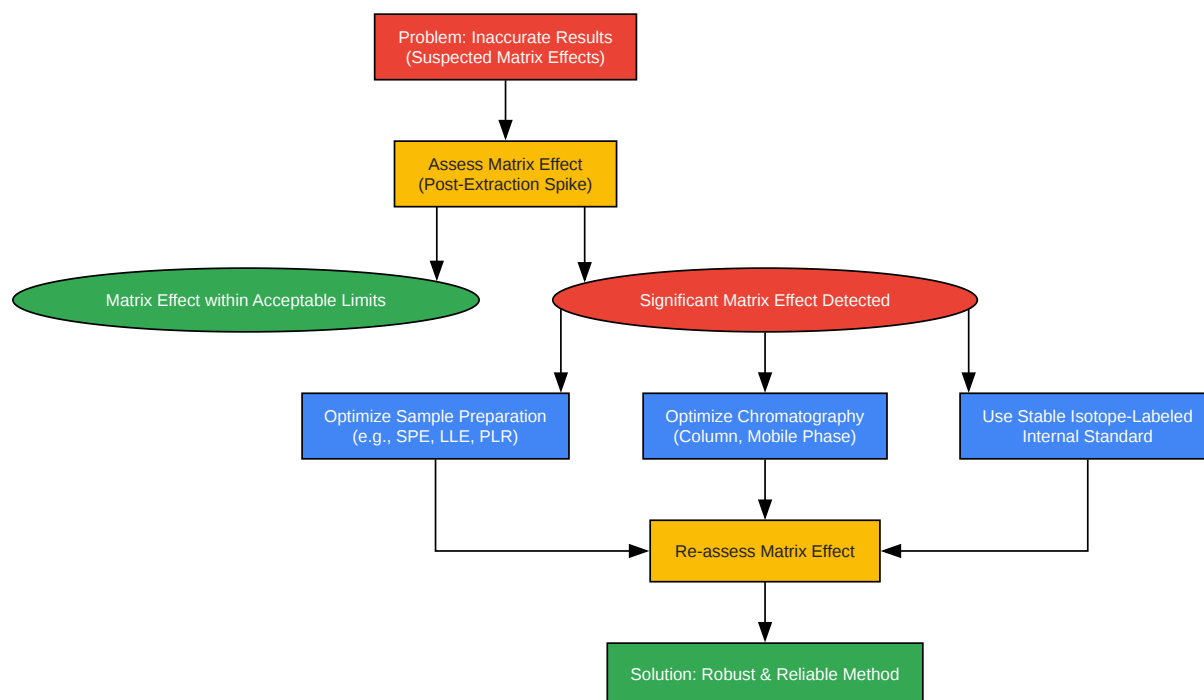 Problem: Inaccurate Results
(Suspected Matrix Effects)
Assess Matrix Effect
(Post-Extraction Spike)
Matrix Effect within Acceptable Limits
Significant Matrix Effect Detected
Optimize Sample Preparation
(e.g., SPE, LLE, PLR)
Optimize Chromatography
(Column, Mobile Phase)
Use Stable Isotope-Labeled
Internal Standard
Re-assess Matrix Effect
Solution: Robust & Reliable Method